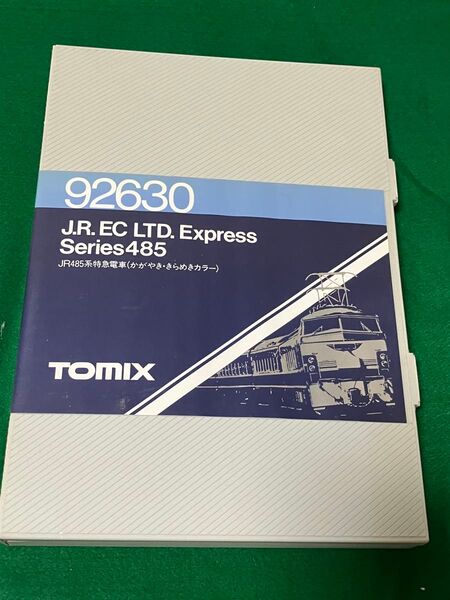 92630
J.R. EC LTD. Express
Series485
JR485系特急電車(かがやき・きらめきカラー)
TOMIX